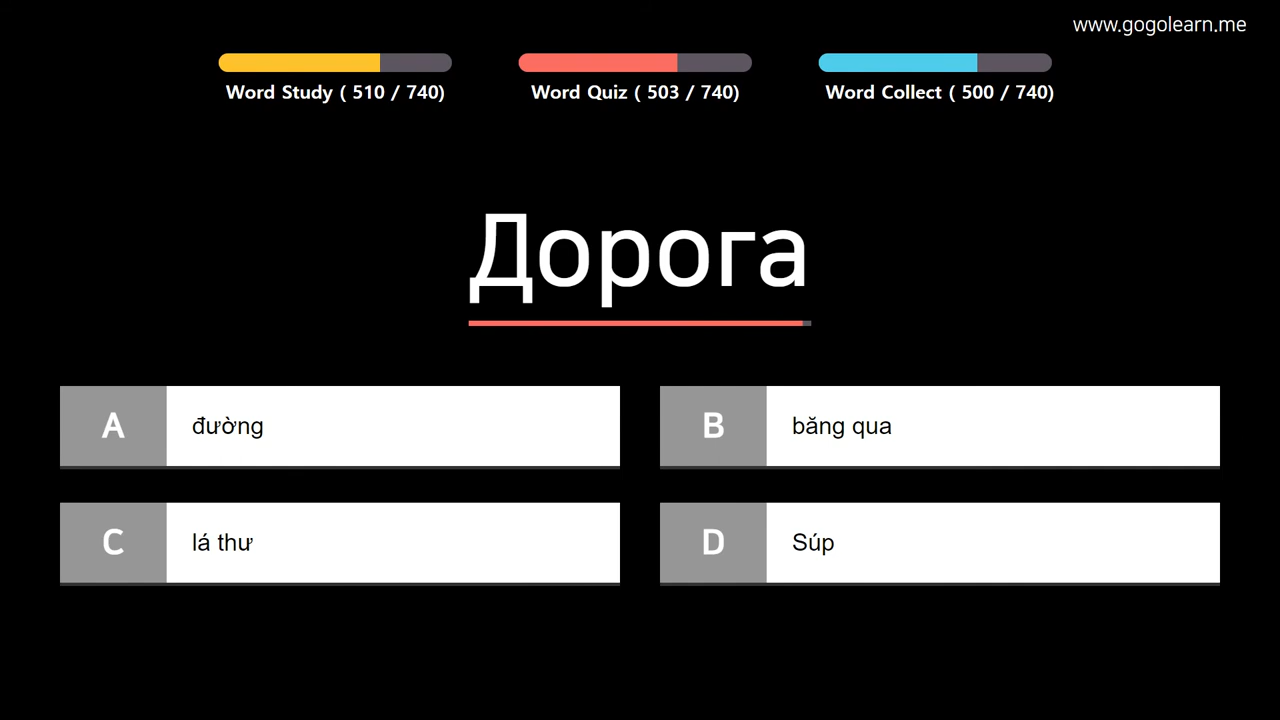 www.gogolearn.me
Word Study ( 510 / 740)
Word Quiz ( 503 / 740)
Word Collect ( 500 / 740)
Дорога
A
đường
B
băng qua
C
lá thư
D
Súp